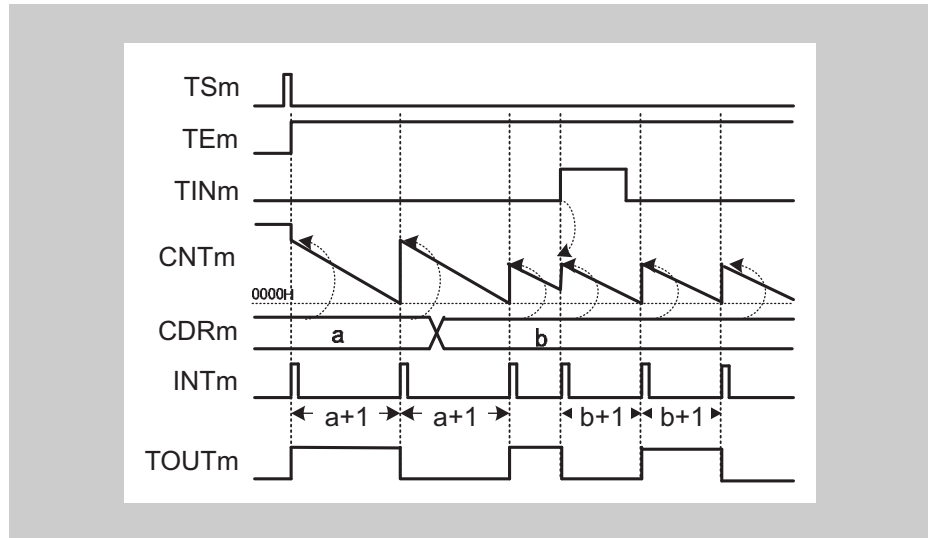 TSm
TEm
TINm
CNTm
0000H
CDRm
a
b
INTm
a+1
a+1
b+1
b+1
TOUTm